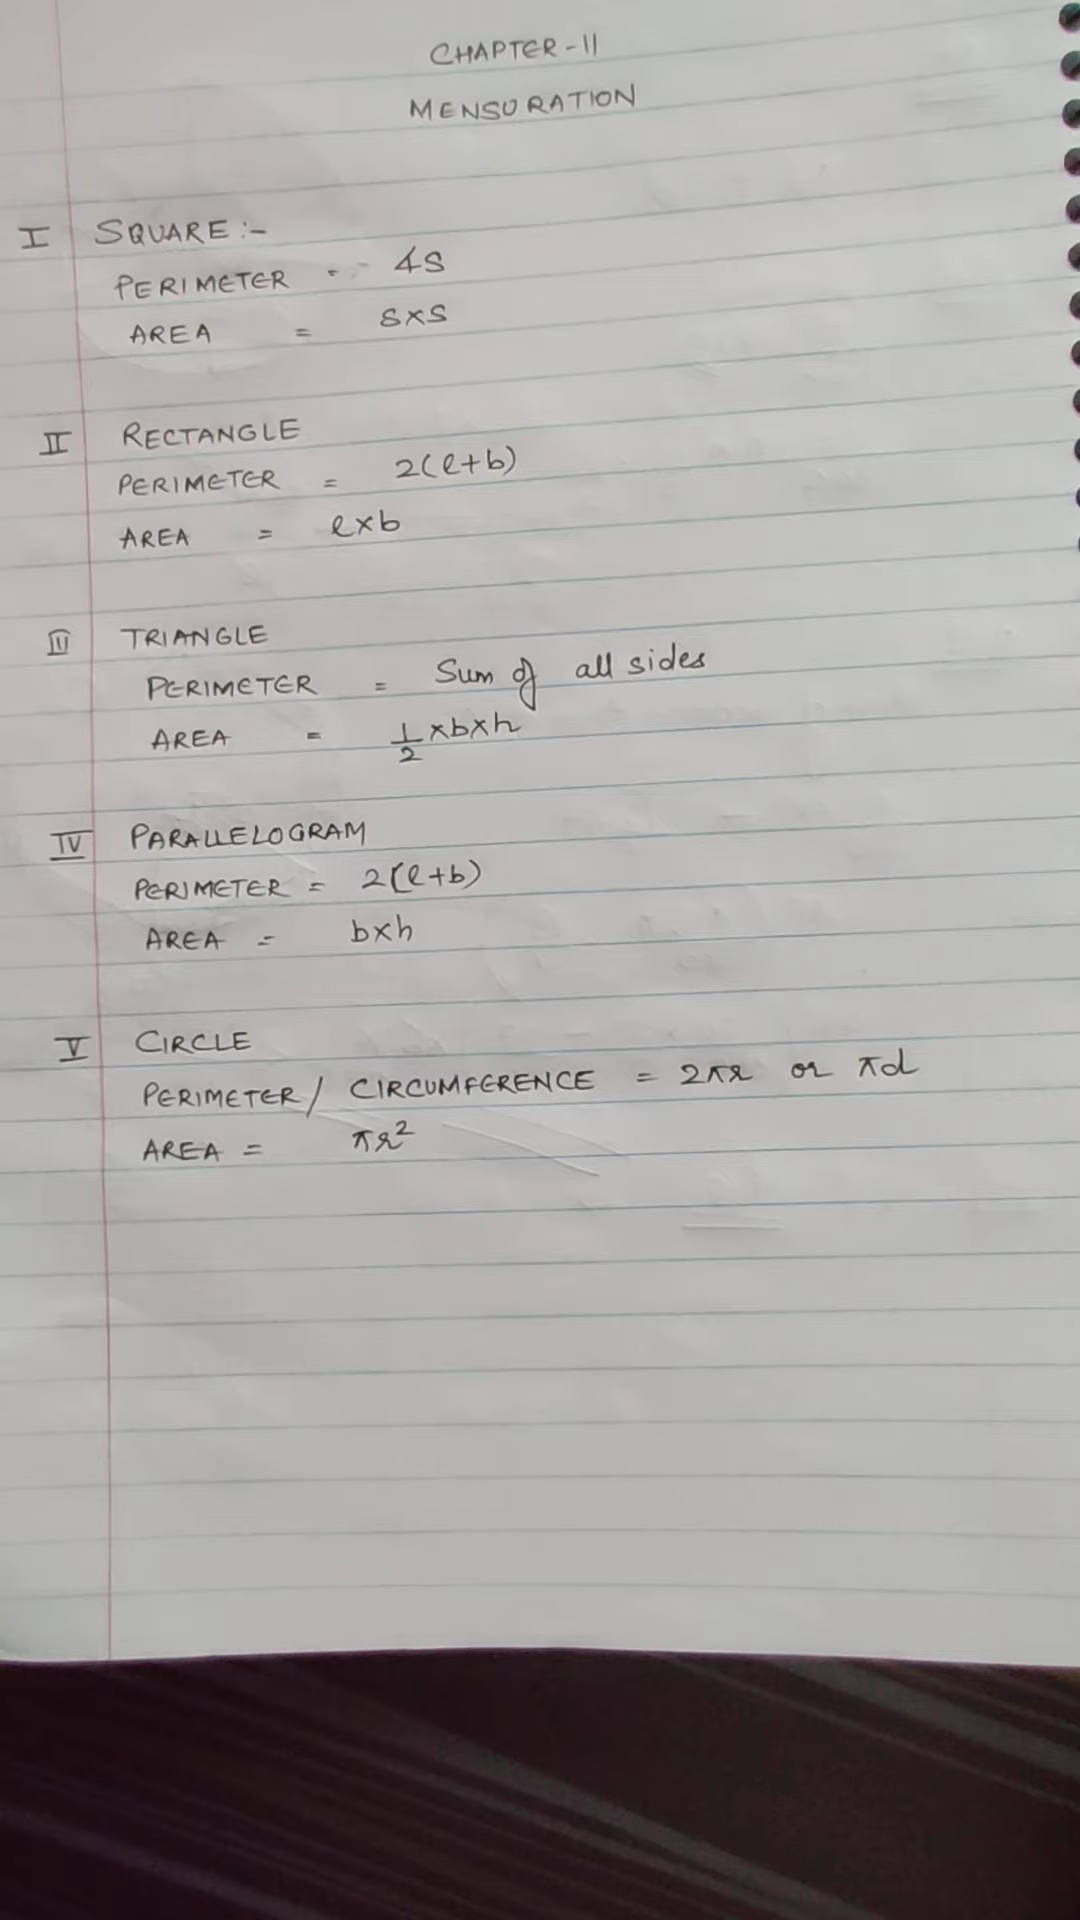 CHAPTER-11
MENSURATION
I SQUARE :-
PERIMETER = 4S
AREA = S×S
II RECTANGLE
PERIMETER = 2(l+b)
AREA = l×b
III TRIANGLE
PERIMETER = Sum of all sides
AREA = 1/2 ×b×h
IV PARALLELOGRAM
PERIMETER = 2(l+b)
AREA = b×h
V CIRCLE
PERIMETER / CIRCUMFERENCE = 2πr or πd
AREA = πr²